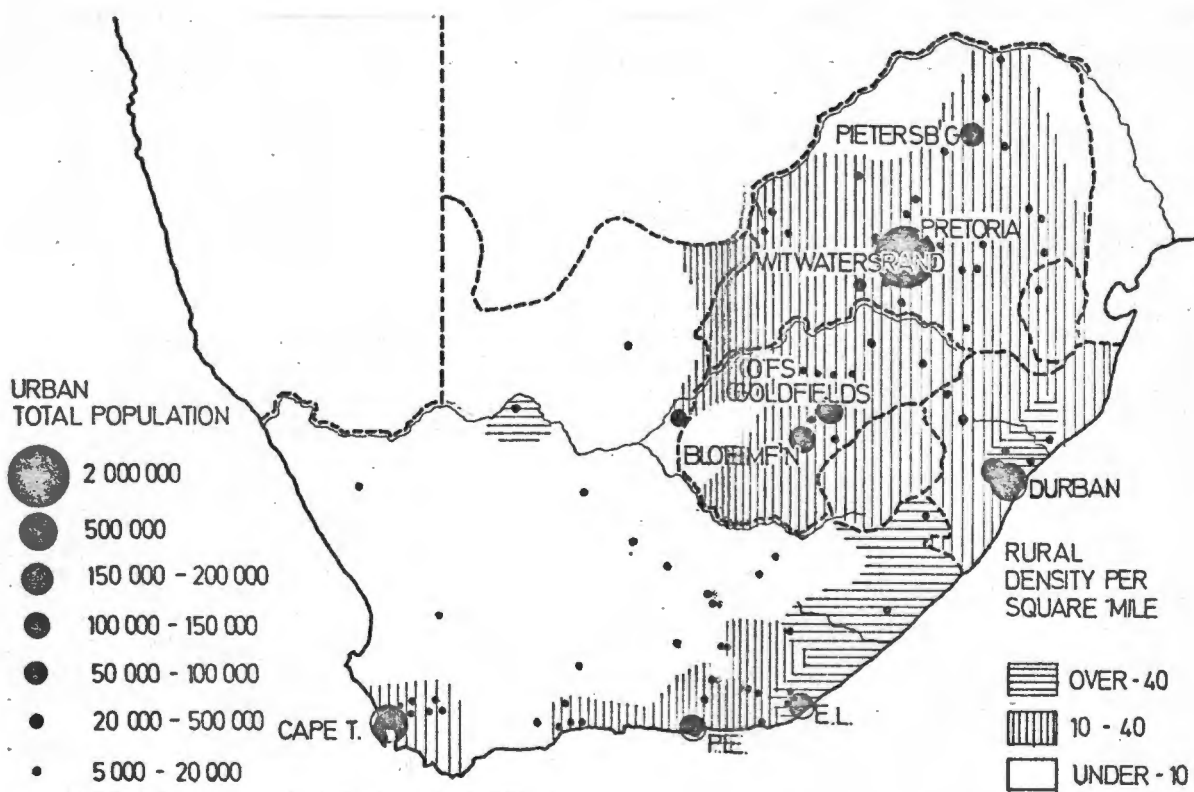 PIETERSB'G
PRETORIA
WITWATERSRAND
OFS
GOLDFIELDS
BLOEMF'N
DURBAN
CAPE T.
P.E.
E.L.
URBAN
TOTAL POPULATION
2 000 000
500 000
150 000 - 200 000
100 000 - 150 000
50 000 - 100 000
20 000 - 500 000
5 000 - 20 000
RURAL
DENSITY PER
SQUARE MILE
OVER - 40
10 - 40
UNDER - 10